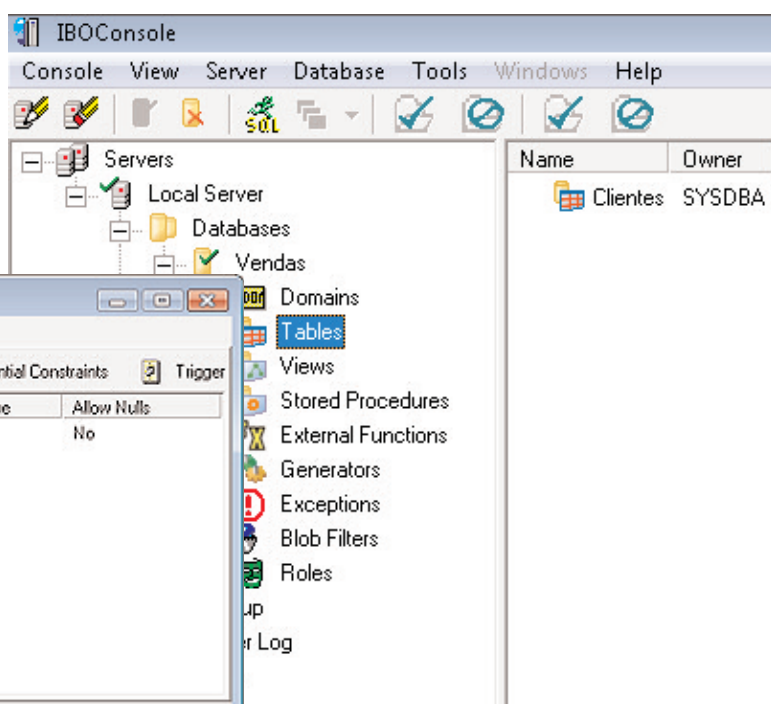 IBOConsole
Console View Server Database Tools Windows Help
SQL
Servers
Name Owner
Local Server
Clientes SYSDBA
Databases
Vendas
Domains
Tables
Views
Stored Procedures
External Functions
Generators
Exceptions
Blob Filters
Roles
up
r Log
ntial Constraints Trigger
Allow Nulls
No